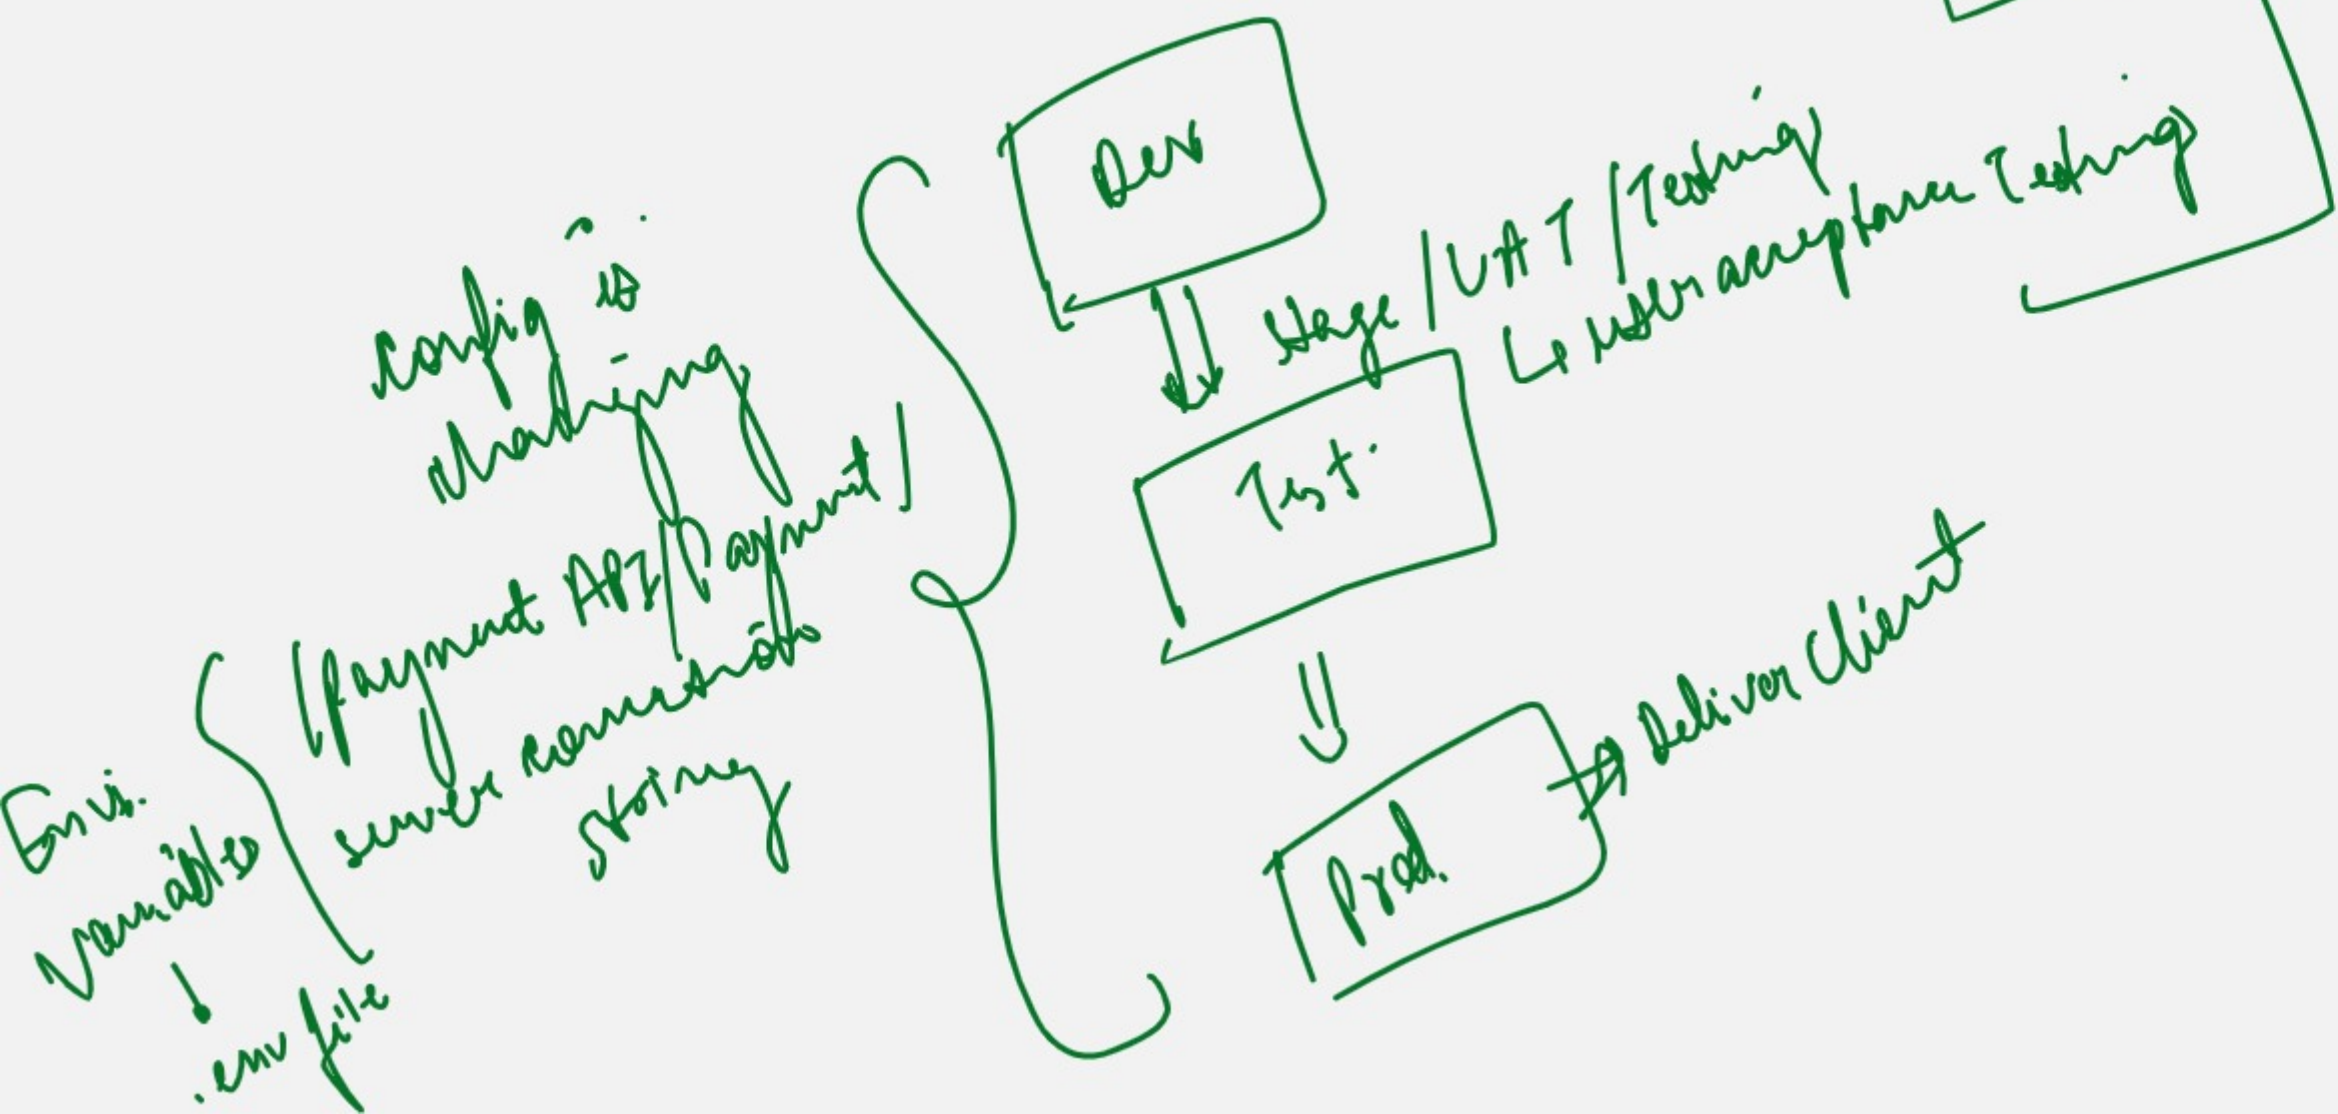 Dev
Stage / UAT / Testing
↳ user acceptance Testing
Test.
Prod.
→ Deliver Client
config is
changing
(Payment API / Payment /
server connection
string
Envi.
Variables
.env file